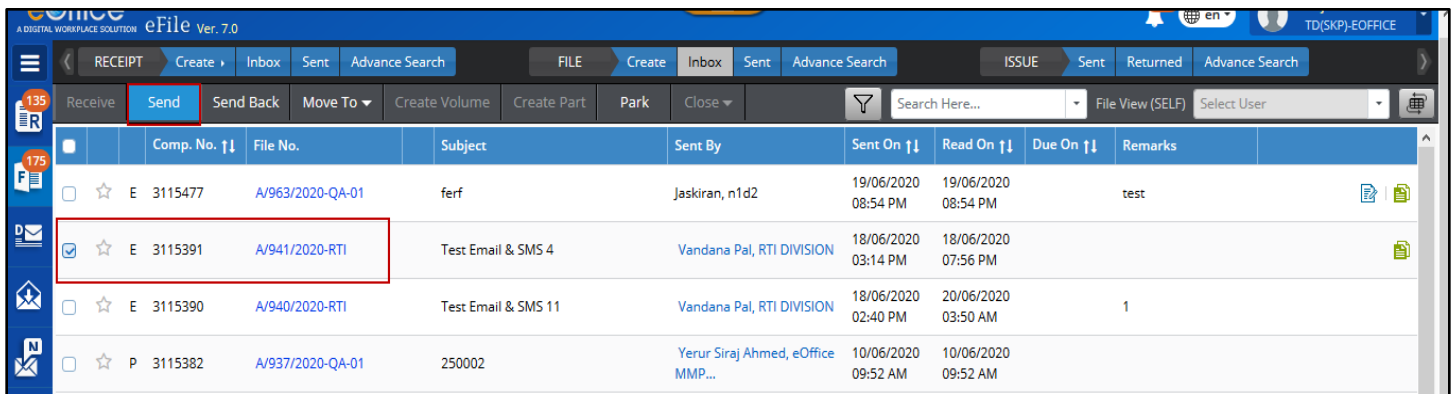 eOffice
A DIGITAL WORKPLACE SOLUTION eFile Ver. 7.0
en
TD(SKP)-EOFFICE
RECEIPT Create Inbox Sent Advance Search FILE Create Inbox Sent Advance Search ISSUE Sent Returned Advance Search
135
R
Receive Send Send Back Move To Create Volume Create Part Park Close Search Here... File View (SELF) Select User
Comp. No. File No. Subject Sent By Sent On Read On Due On Remarks
175
F
E 3115477 A/963/2020-QA-01 ferf Jaskiran, n1d2 19/06/2020 08:54 PM 19/06/2020 08:54 PM test
D
E 3115391 A/941/2020-RTI Test Email & SMS 4 Vandana Pal, RTI DIVISION 18/06/2020 03:14 PM 18/06/2020 07:56 PM
E 3115390 A/940/2020-RTI Test Email & SMS 11 Vandana Pal, RTI DIVISION 18/06/2020 02:40 PM 20/06/2020 03:50 AM 1
N
P 3115382 A/937/2020-QA-01 250002 Yerur Siraj Ahmed, eOffice MMP... 10/06/2020 09:52 AM 10/06/2020 09:52 AM